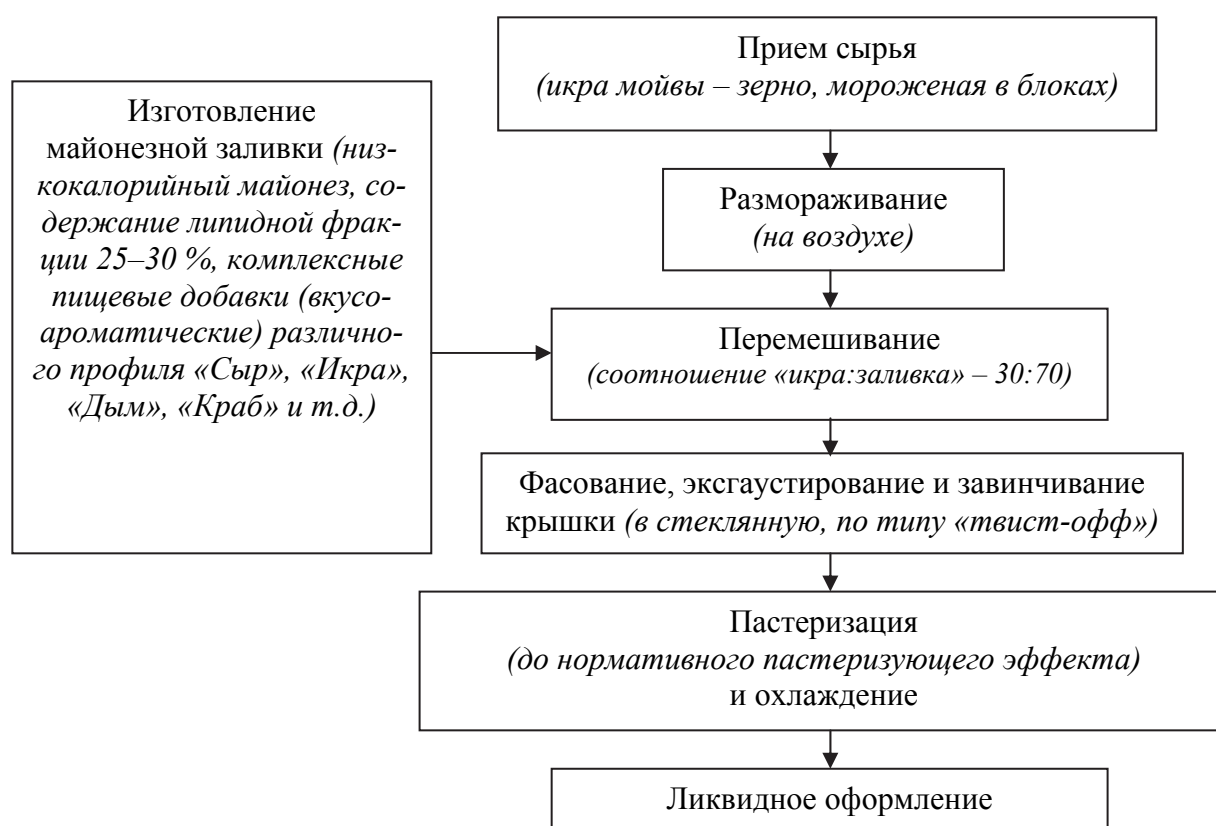 Прием сырья
(икра мойвы – зерно, мороженая в блоках)
Изготовление
майонезной заливки (низ-
кокалорийный майонез, со-
держание липидной фрак-
ции 25–30 %, комплексные
пищевые добавки (вкусо-
ароматические) различно-
го профиля «Сыр», «Икра»,
«Дым», «Краб» и т.д.)
Размораживание
(на воздухе)
Перемешивание
(соотношение «икра:заливка» – 30:70)
Фасование, эксгаустирование и завинчивание
крышки (в стеклянную, по типу «твист-офф»)
Пастеризация
(до нормативного пастеризующего эффекта)
и охлаждение
Ликвидное оформление